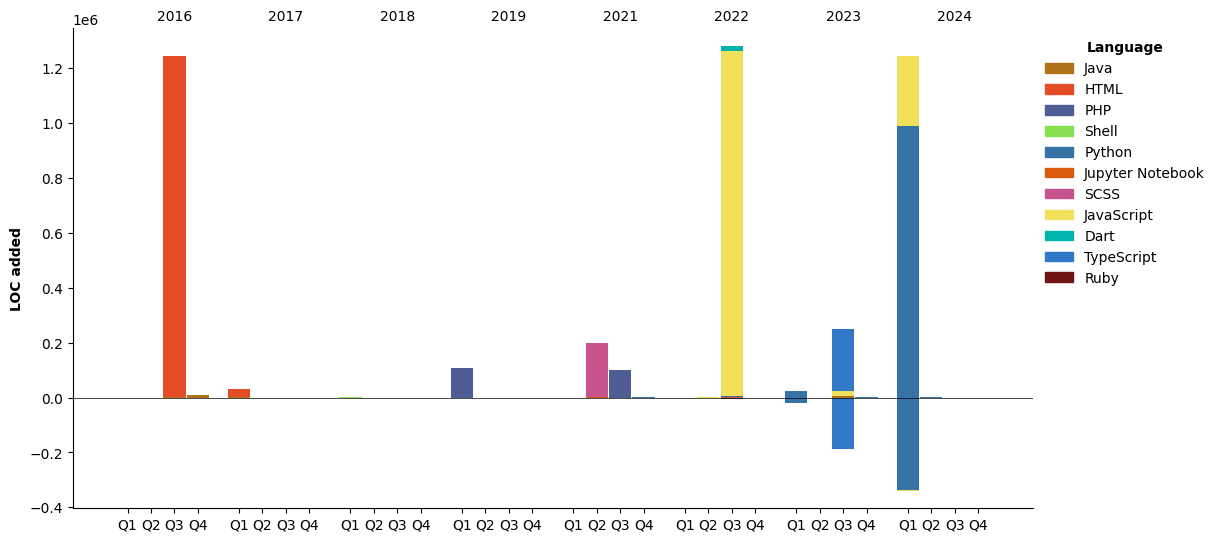 1e6
2016 2017 2018 2019 2021 2022 2023 2024
LOC added
1.2
1.0
0.8
0.6
0.4
0.2
0.0
−0.2
−0.4
Q1 Q2 Q3 Q4 Q1 Q2 Q3 Q4 Q1 Q2 Q3 Q4 Q1 Q2 Q3 Q4 Q1 Q2 Q3 Q4 Q1 Q2 Q3 Q4 Q1 Q2 Q3 Q4 Q1 Q2 Q3 Q4
Language
Java
HTML
PHP
Shell
Python
Jupyter Notebook
SCSS
JavaScript
Dart
TypeScript
Ruby